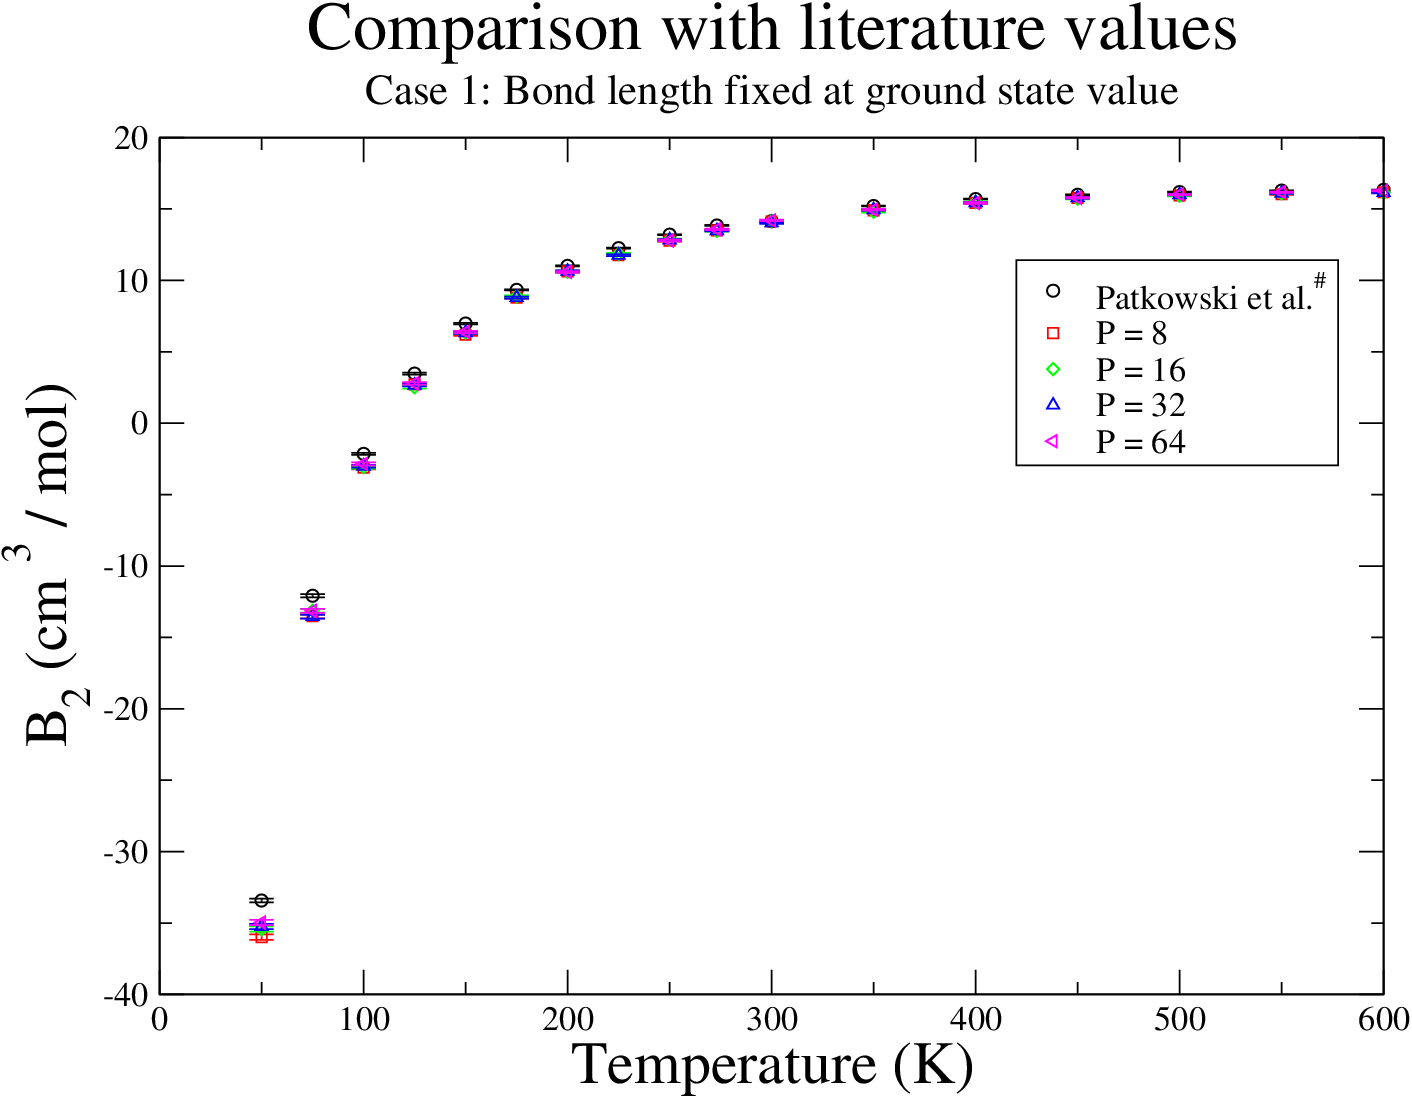 Comparison with literature values
Case 1: Bond length fixed at ground state value
20
10
0
-10
-20
-30
-40
B₂ (cm³ / mol)
Patkowski et al.#
P = 8
P = 16
P = 32
P = 64
0 100 200 300 400 500 600
Temperature (K)